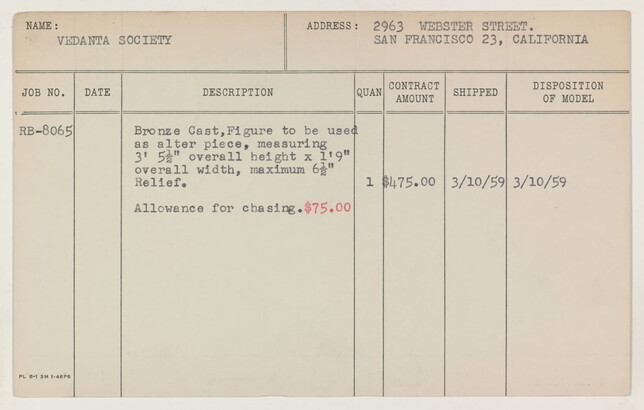 NAME:
VEDANTA SOCIETY
ADDRESS: 2963 WEBSTER STREET.
SAN FRANCISCO 23, CALIFORNIA
JOB NO. DATE DESCRIPTION QUAN CONTRACT AMOUNT SHIPPED DISPOSITION OF MODEL
RB-8065 Bronze Cast,Figure to be used
as alter piece, measuring
3' 5½" overall height x 1'9"
overall width, maximum 6½"
Relief. 1 $475.00 3/10/59 3/10/59
Allowance for chasing.$75.00